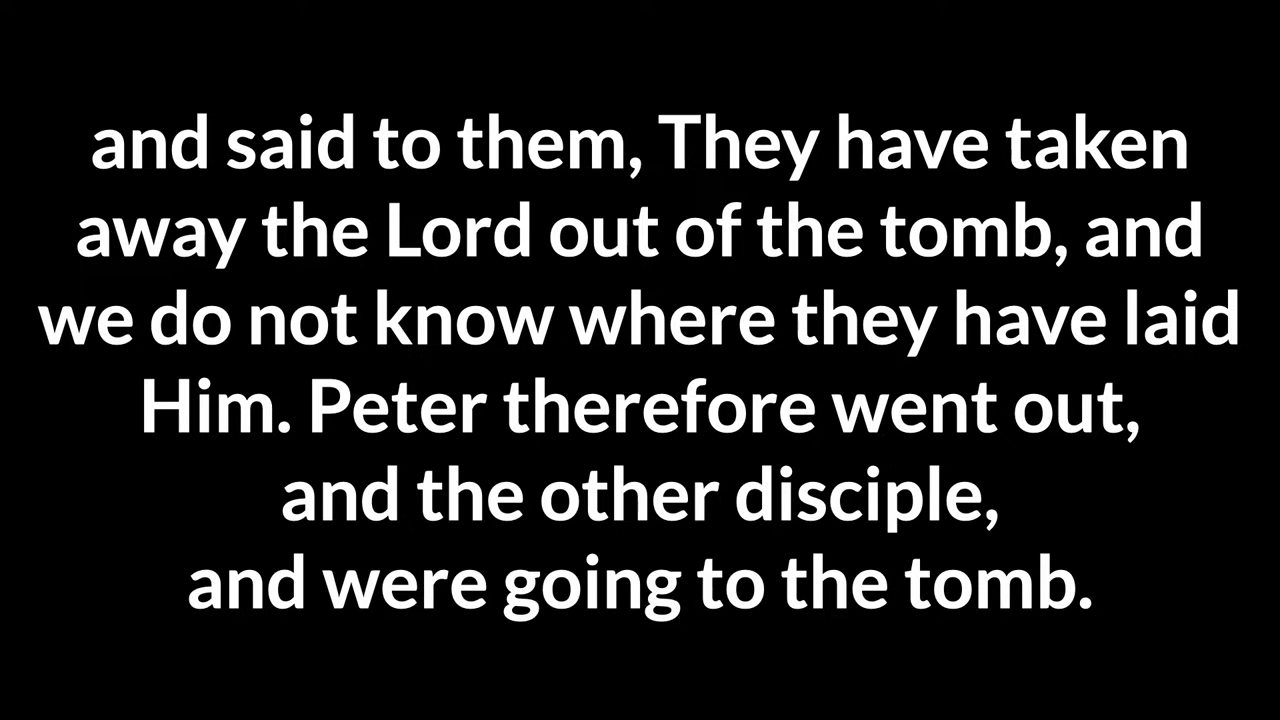 and said to them, They have taken
away the Lord out of the tomb, and
we do not know where they have laid
Him. Peter therefore went out,
and the other disciple,
and were going to the tomb.